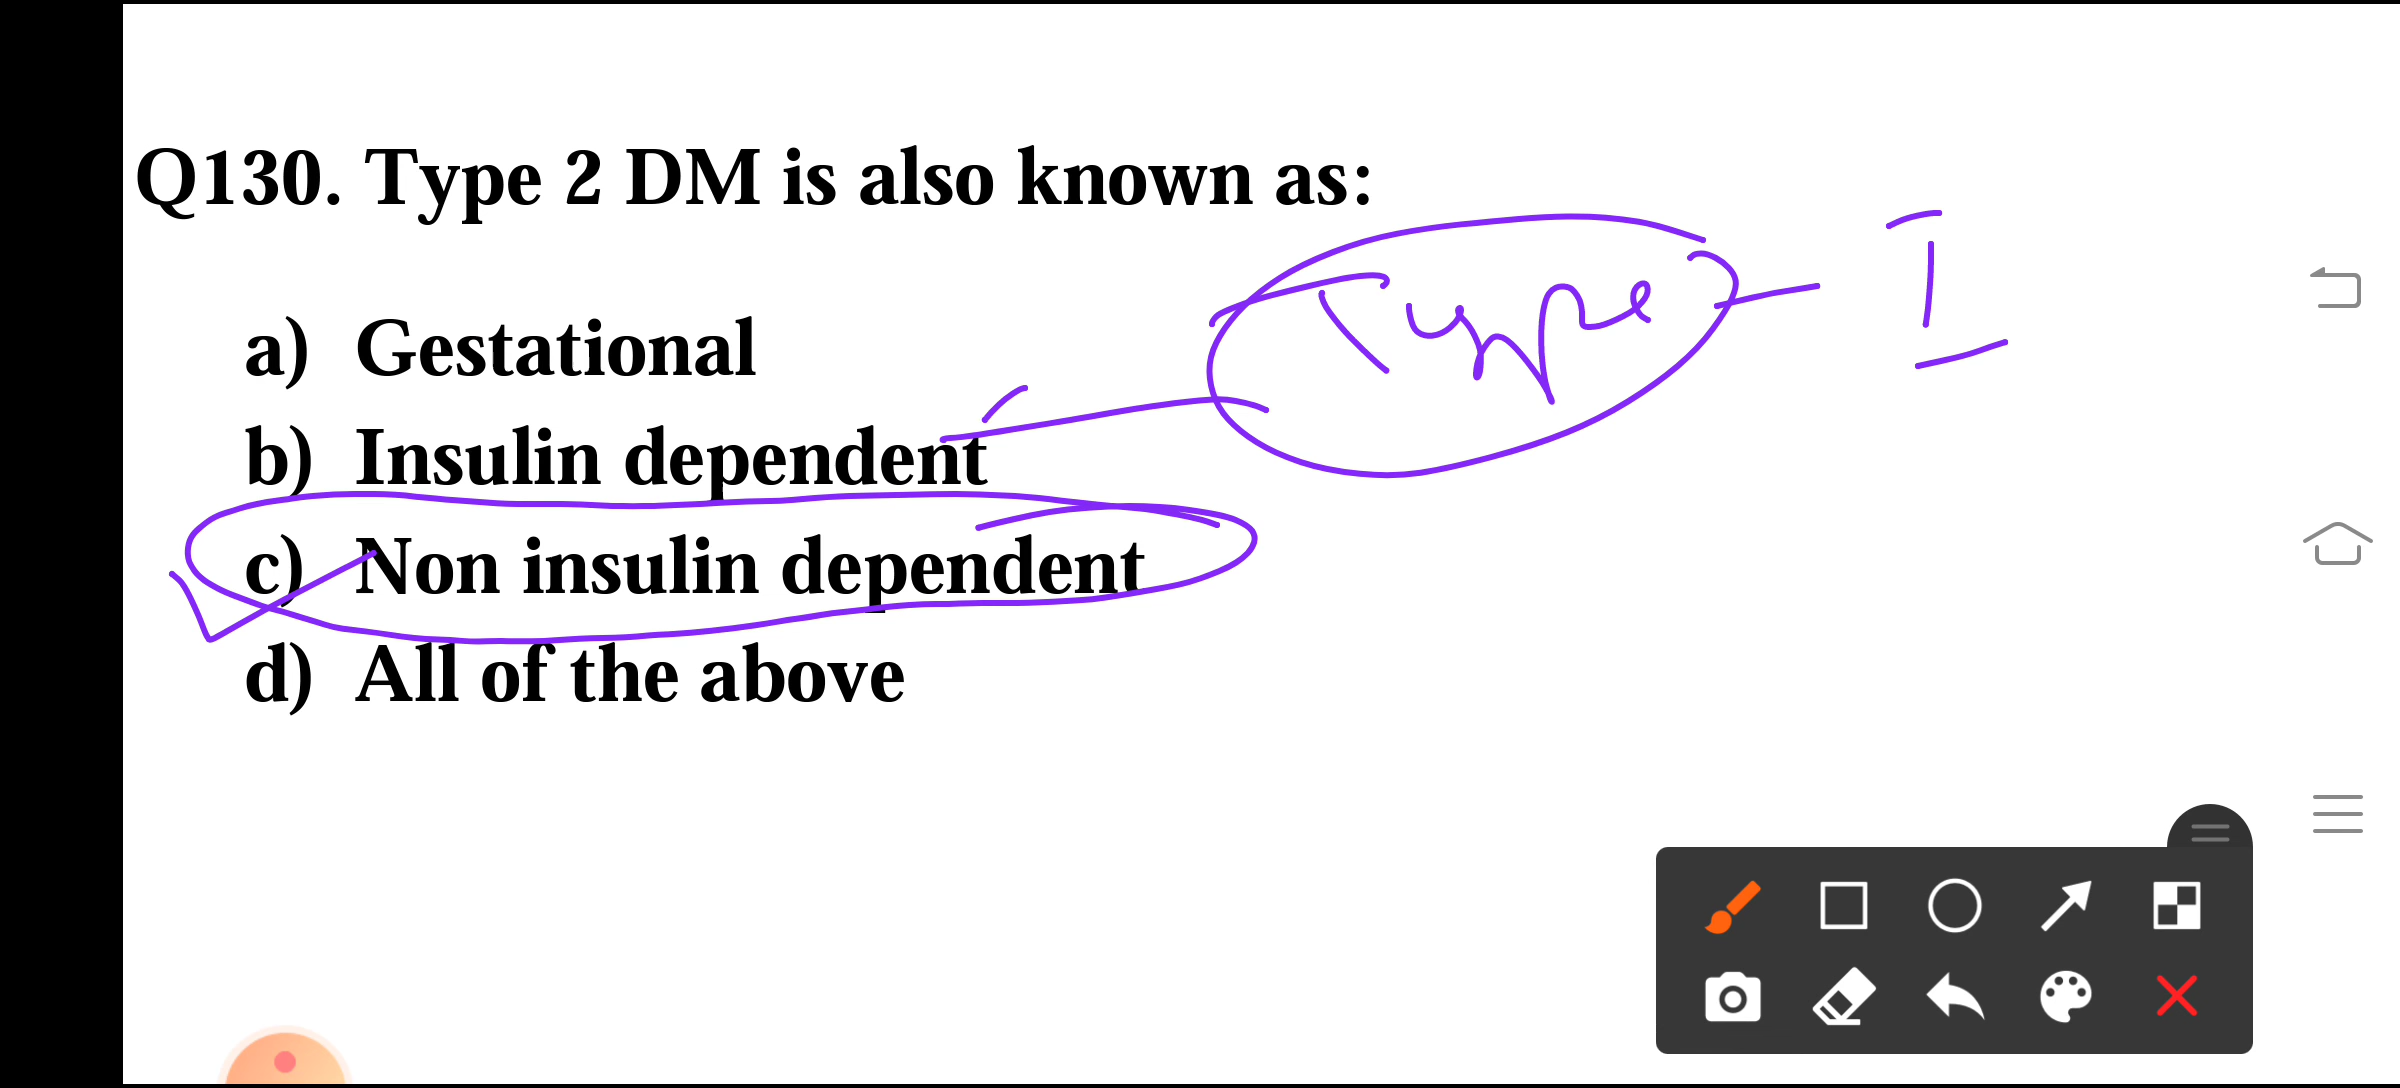 Q130. Type 2 DM is also known as:
Type - I
a) Gestational
b) Insulin dependent
c) Non insulin dependent
d) All of the above